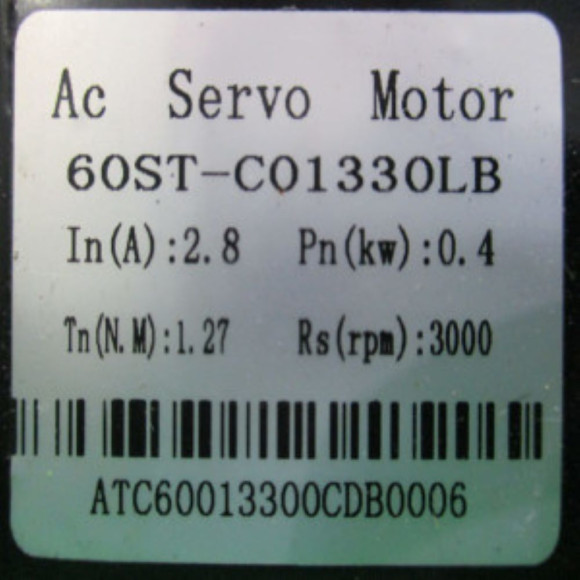 Ac Servo Motor
60ST-C01330LB
In(A):2.8 Pn(kw):0.4
Tn(N.M):1.27 Rs(rpm):3000
ATC60013300CDB0006